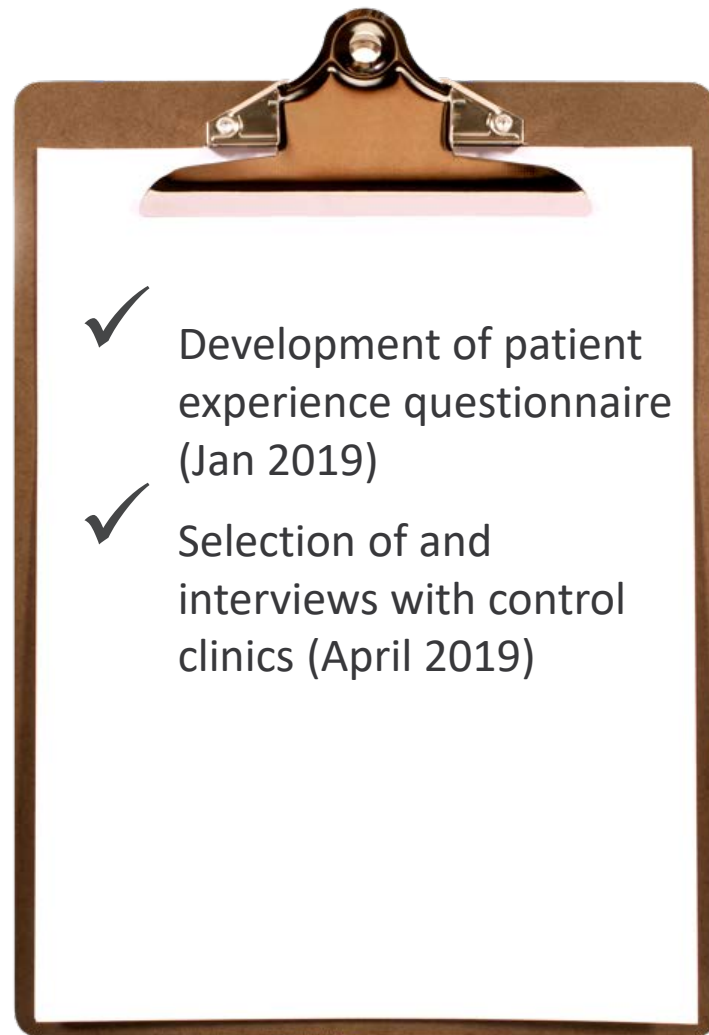 ✓ Development of patient
experience questionnaire
(Jan 2019)
✓ Selection of and
interviews with control
clinics (April 2019)